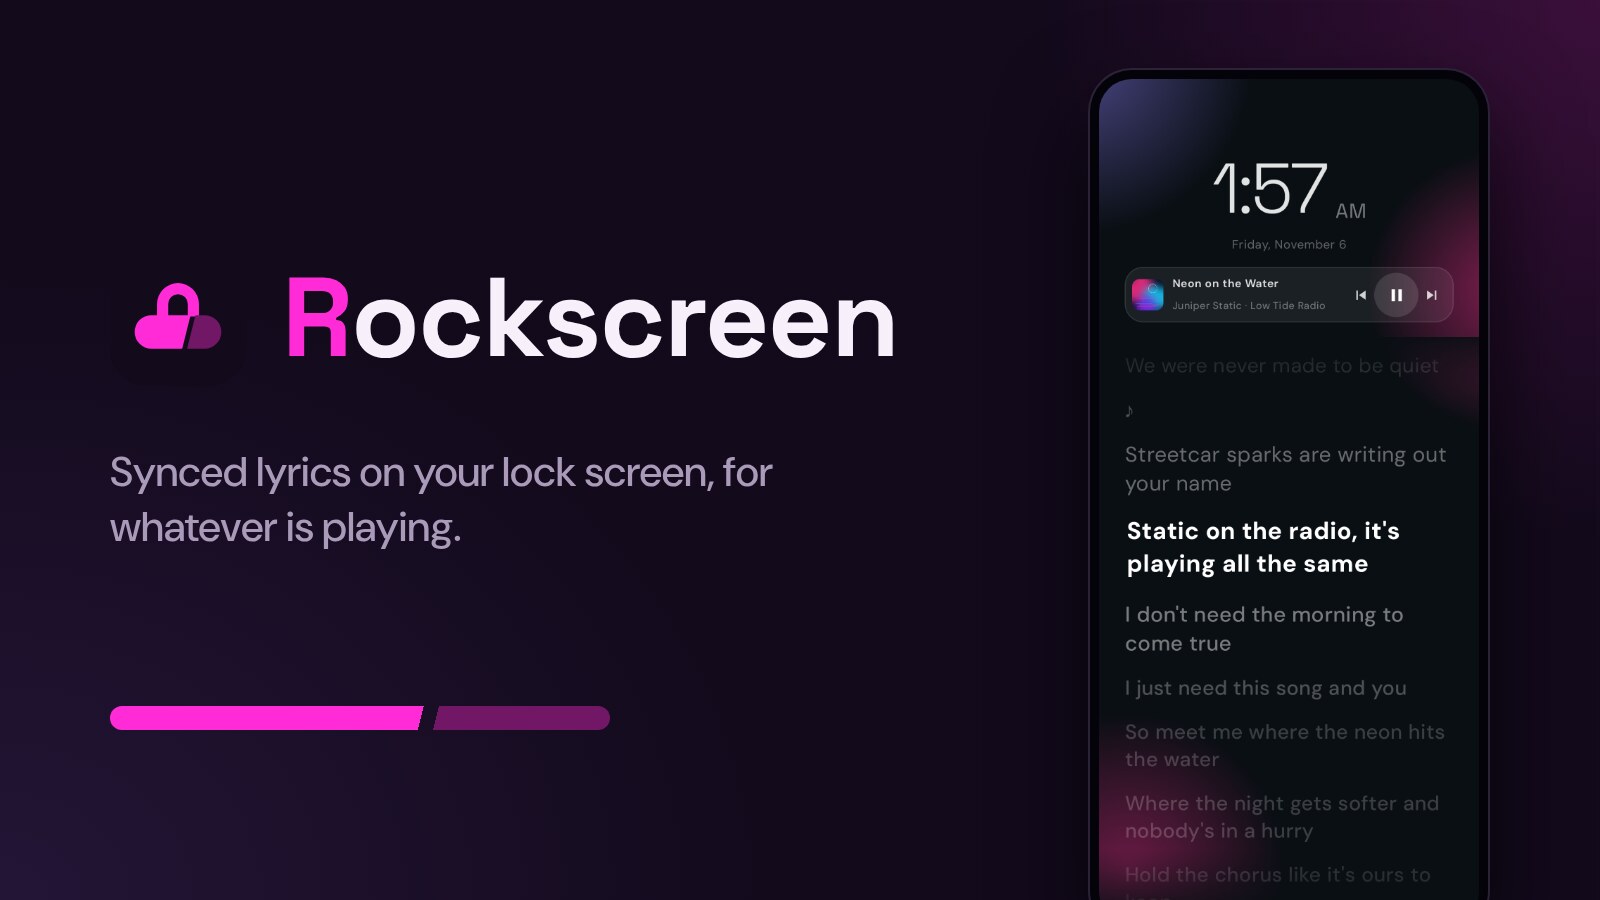 Rockscreen
Synced lyrics on your lock screen, for
whatever is playing.
1:57 AM
Friday, November 6
Neon on the Water
Juniper Static · Low Tide Radio
We were never made to be quiet
♪
Streetcar sparks are writing out
your name
Static on the radio, it's
playing all the same
I don't need the morning to
come true
I just need this song and you
So meet me where the neon hits
the water
Where the night gets softer and
nobody's in a hurry
Hold the chorus like it's ours to